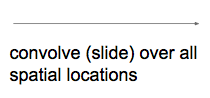 convolve (slide) over all
spatial locations